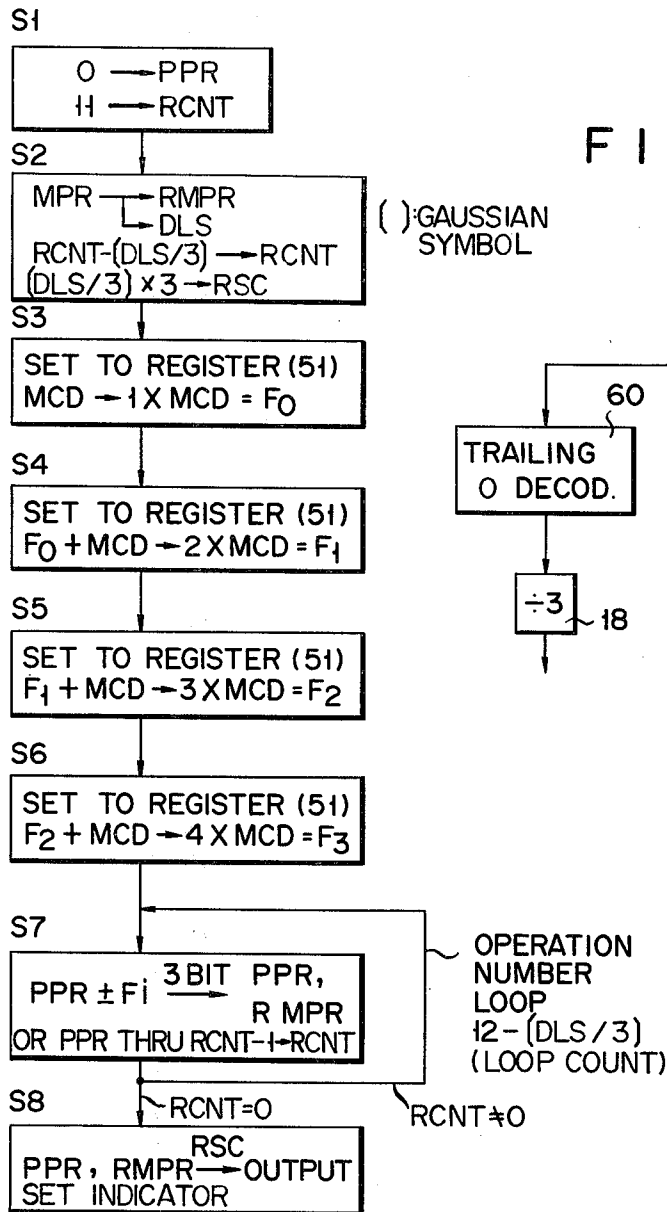 S1
0 → PPR
11 → RCNT
F I
S2
MPR → RMPR
→ DLS
RCNT-(DLS/3) → RCNT
(DLS/3) × 3 → RSC
( ):GAUSSIAN
SYMBOL
S3
SET TO REGISTER (51)
MCD → 1 X MCD = F0
60
TRAILING
0 DECOD.
÷3
18
S4
SET TO REGISTER (51)
F0 + MCD → 2 X MCD = F1
S5
SET TO REGISTER (51)
F1 + MCD → 3 X MCD = F2
S6
SET TO REGISTER (51)
F2 + MCD → 4 X MCD = F3
S7
PPR ± Fi 3 BIT → PPR,
R MPR
OR PPR THRU RCNT-1→RCNT
OPERATION
NUMBER
LOOP
12-(DLS/3)
(LOOP COUNT)
RCNT=0
RCNT≠0
S8
PPR, RMPR RSC → OUTPUT
SET INDICATOR